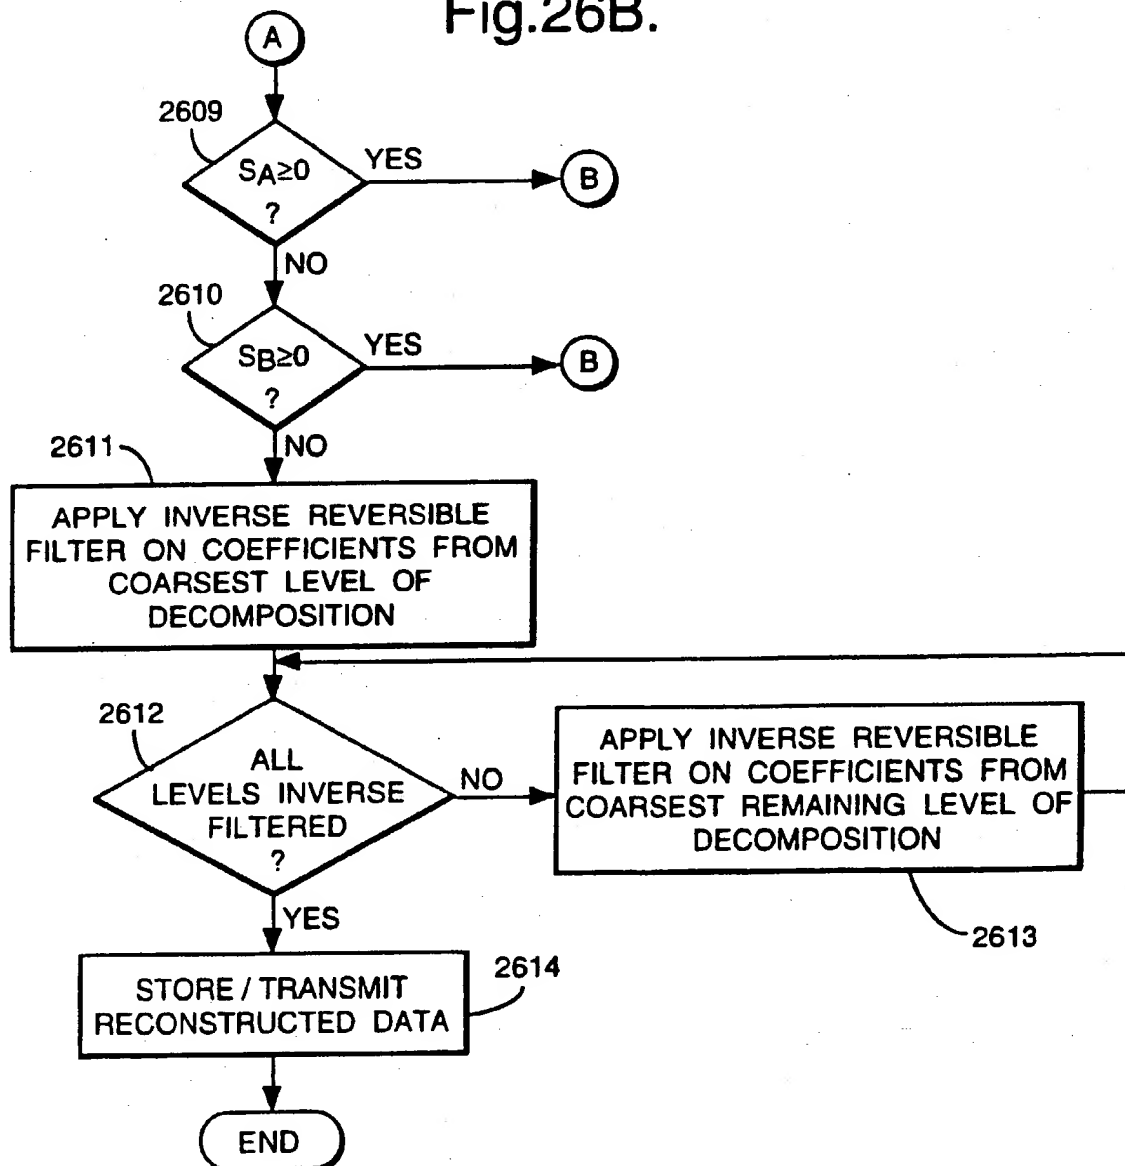 Fig.26B.
A
2609
SA≥0
?
YES
B
NO
2610
SB≥0
?
YES
B
NO
2611
APPLY INVERSE REVERSIBLE
FILTER ON COEFFICIENTS FROM
COARSEST LEVEL OF
DECOMPOSITION
2612
ALL
LEVELS INVERSE
FILTERED
?
NO
APPLY INVERSE REVERSIBLE
FILTER ON COEFFICIENTS FROM
COARSEST REMAINING LEVEL OF
DECOMPOSITION
2613
YES
STORE / TRANSMIT
RECONSTRUCTED DATA
2614
END